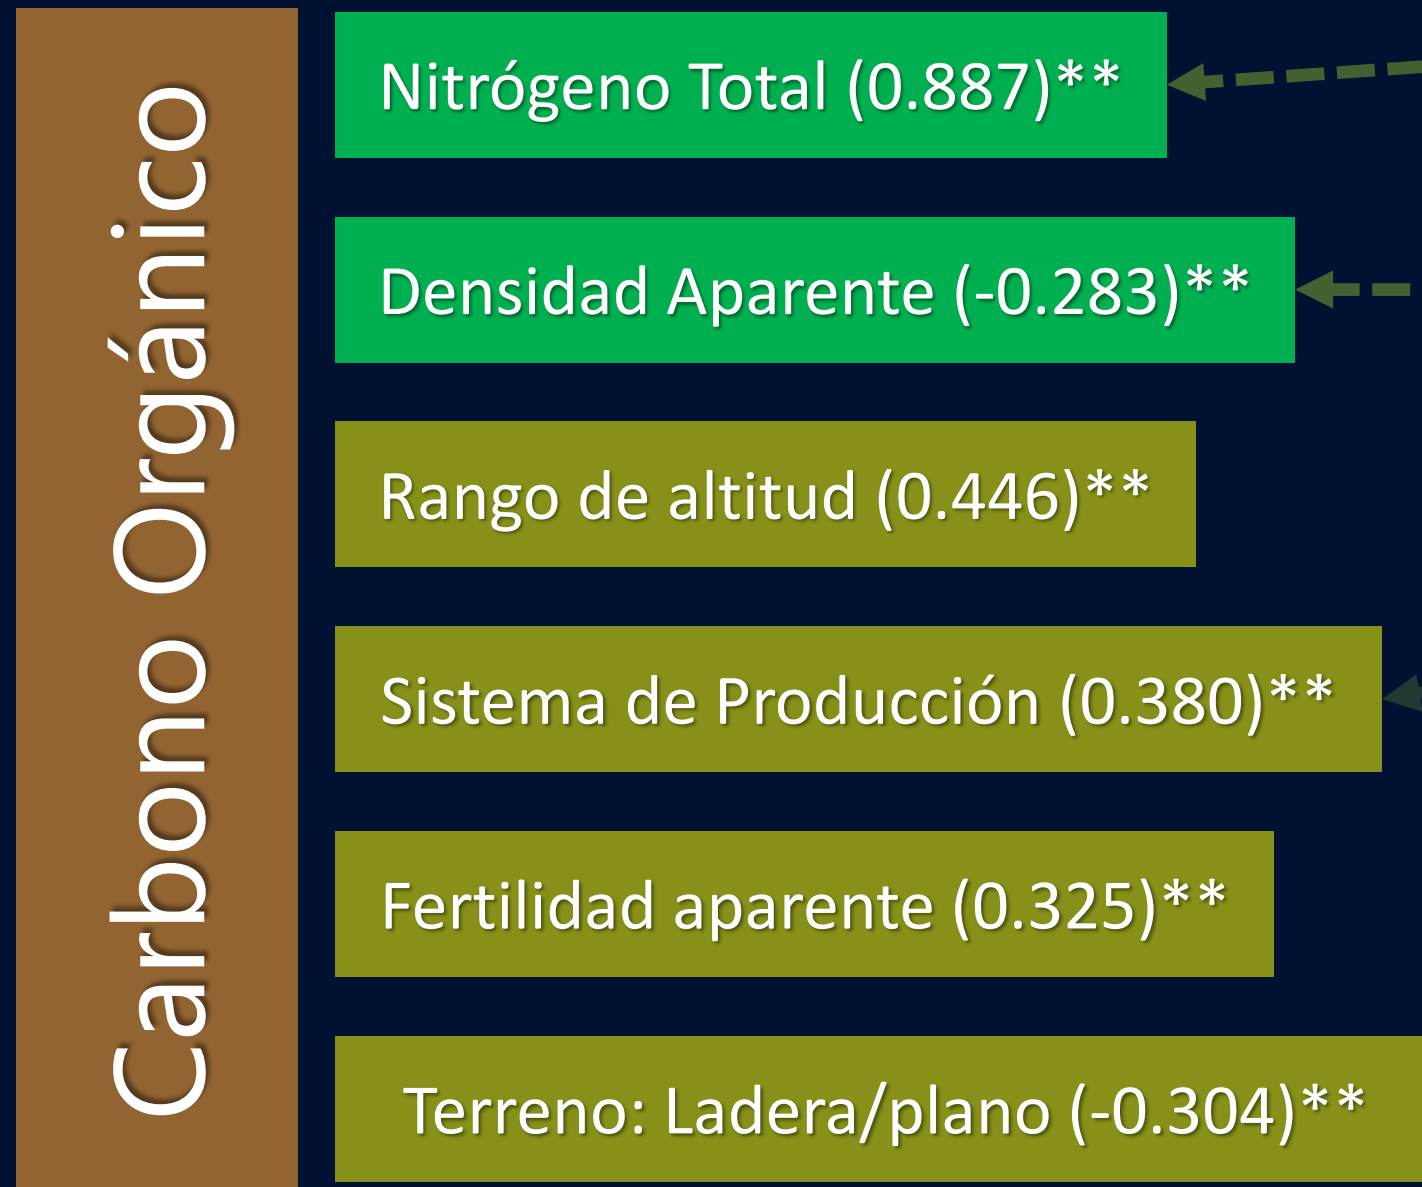 Carbono Orgánico
Nitrógeno Total (0.887)**
Densidad Aparente (-0.283)**
Rango de altitud (0.446)**
Sistema de Producción (0.380)**
Fertilidad aparente (0.325)**
Terreno: Ladera/plano (-0.304)**